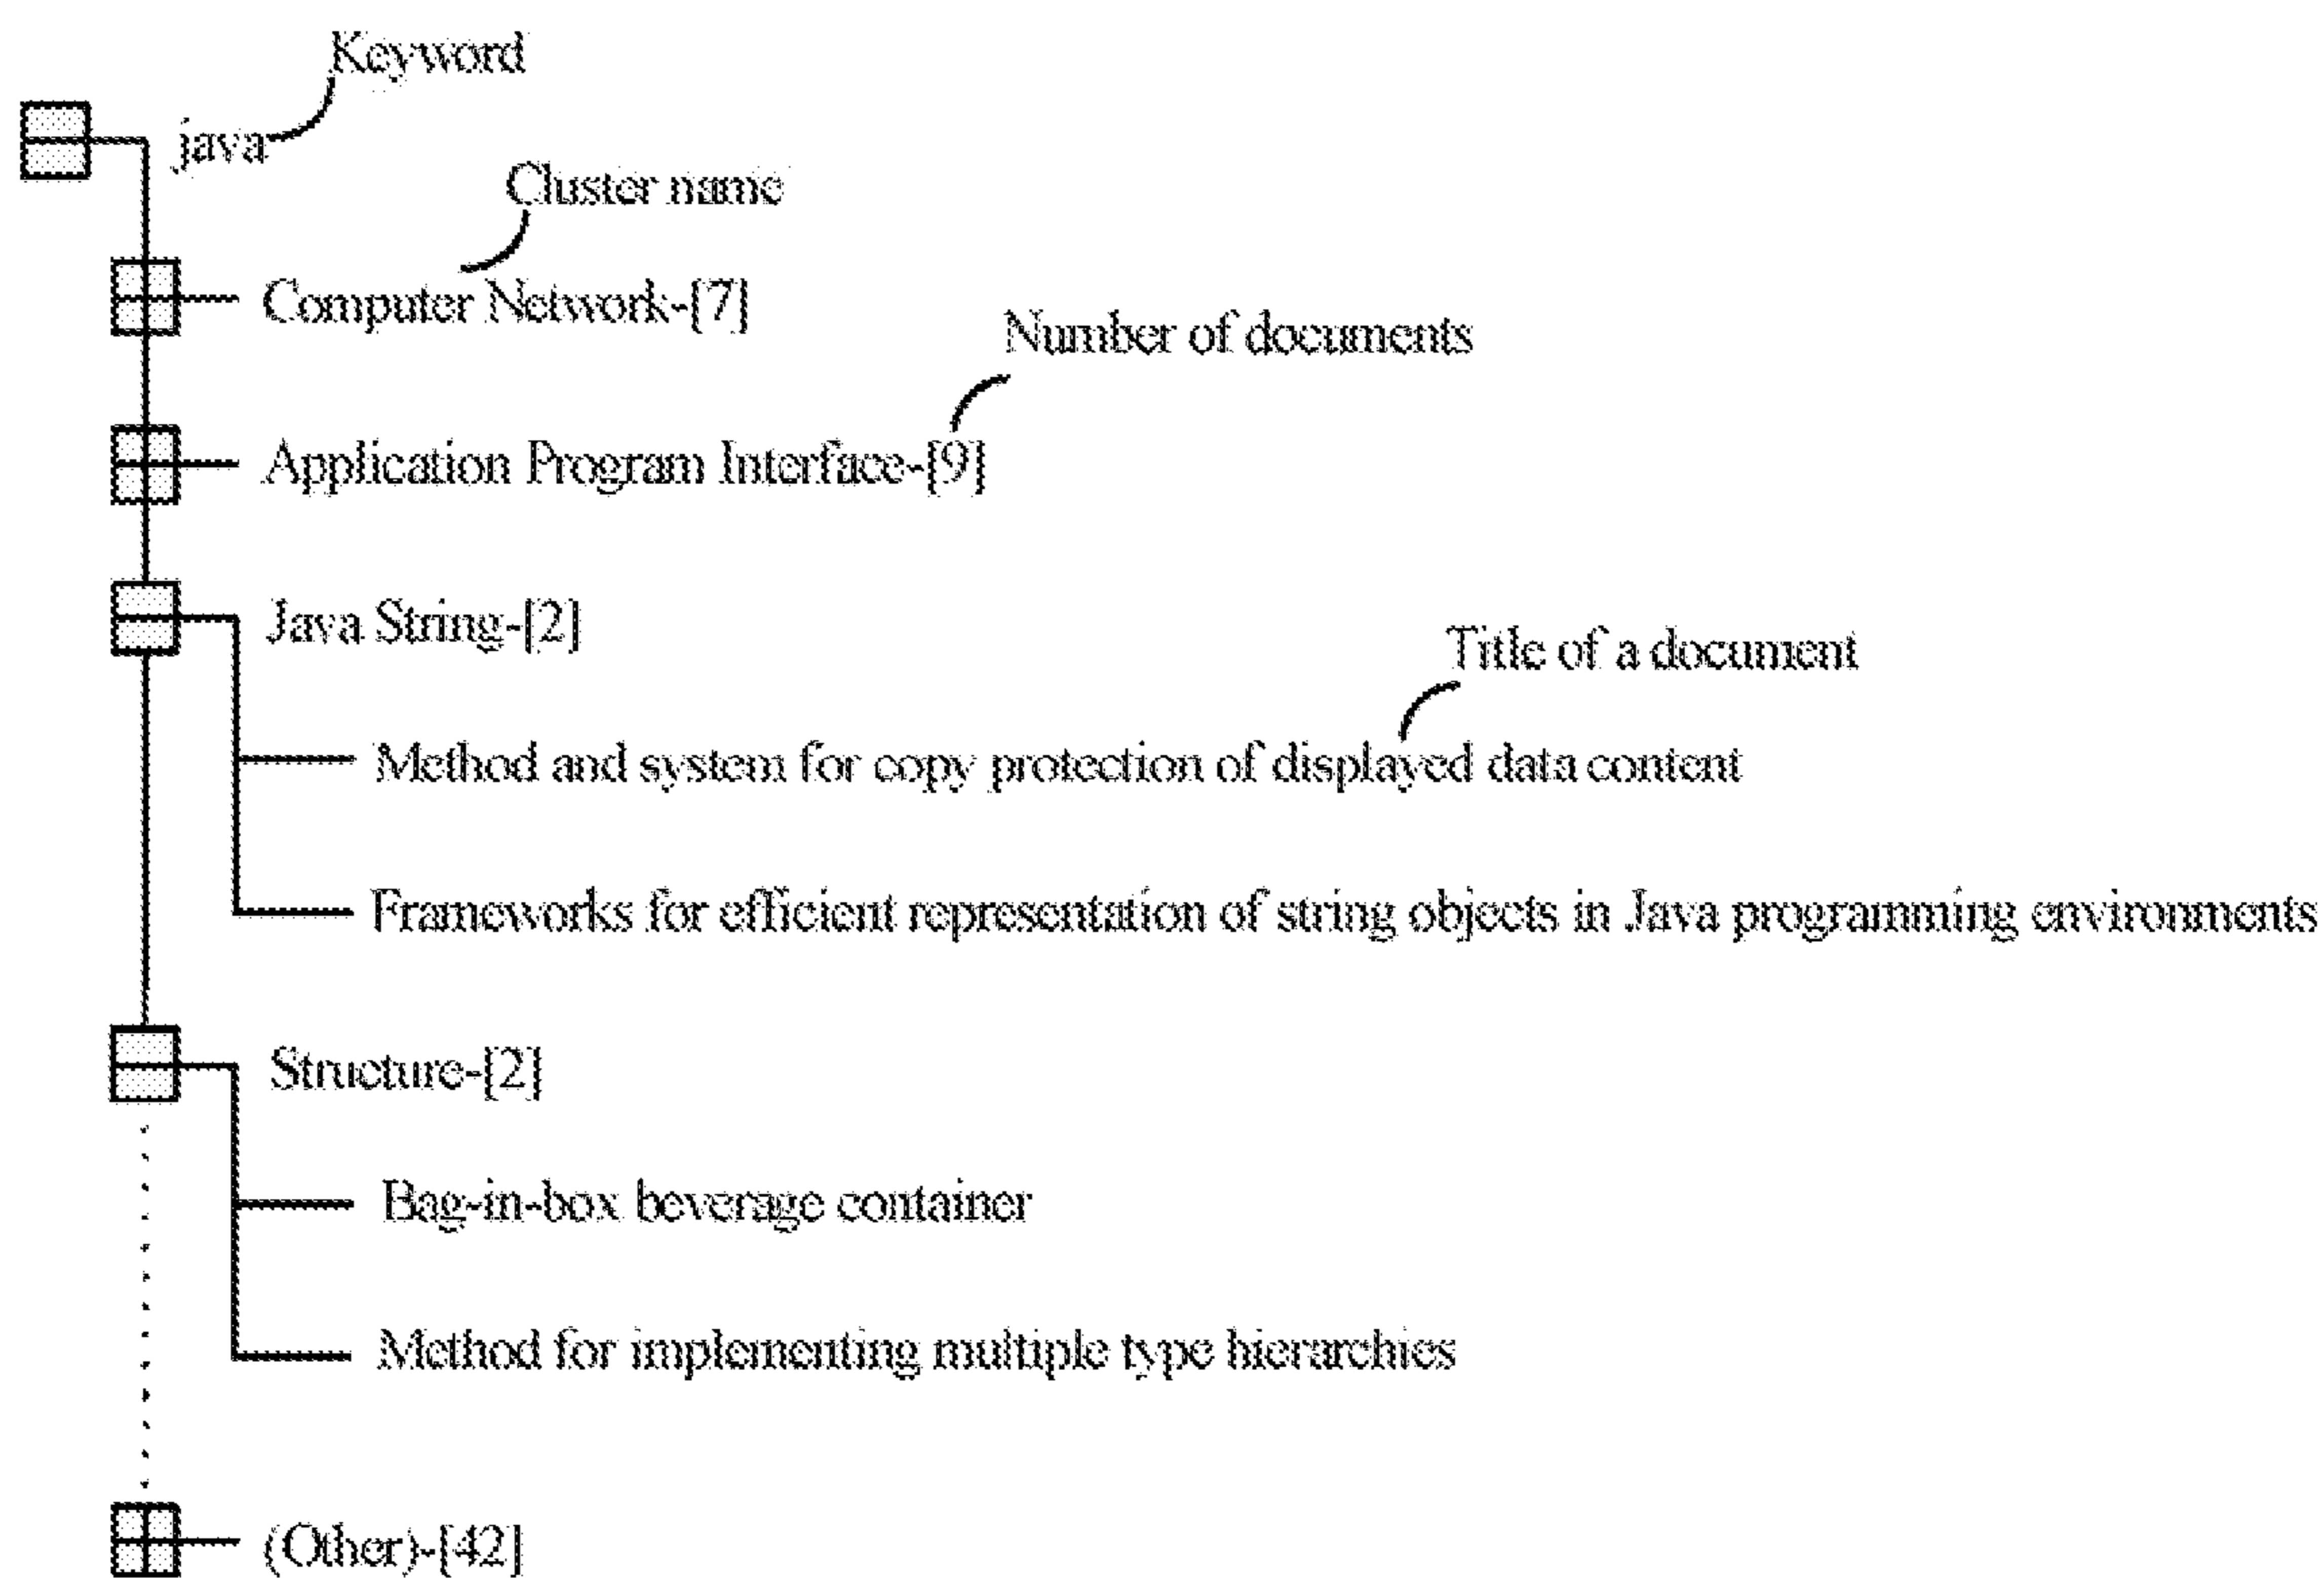 Keyword
java
Cluster name
Computer Network-[7]
Number of documents
Application Program Interface-[9]
Java String-[2]
Title of a document
Method and system for copy protection of displayed data content
Frameworks for efficient representation of string objects in Java programming environments
Structure-[2]
Bag-in-box beverage container
Method for implementing multiple type hierarchies
(Other)-[42]